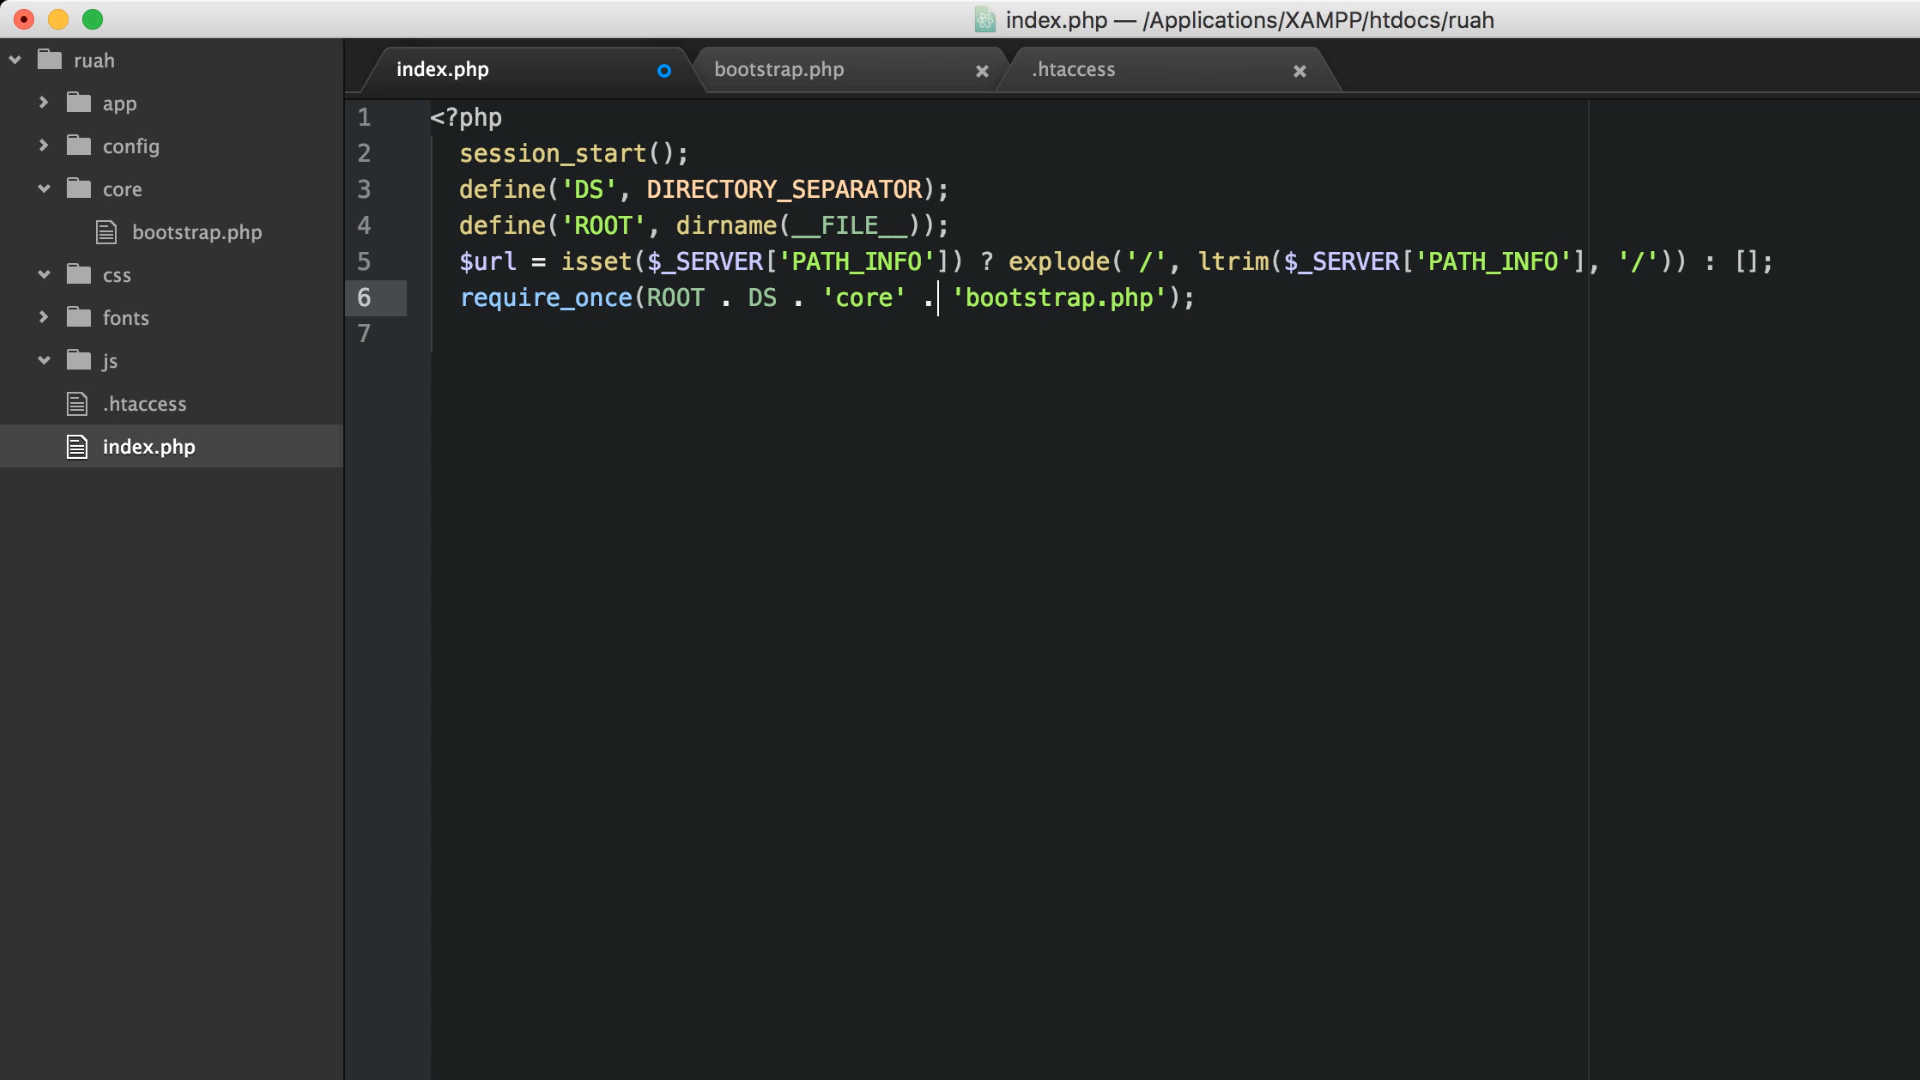 index.php — /Applications/XAMPP/htdocs/ruah
ruah
app
config
core
bootstrap.php
css
fonts
js
.htaccess
index.php
index.php
bootstrap.php
.htaccess
1 <?php
2 session_start();
3 define('DS', DIRECTORY_SEPARATOR);
4 define('ROOT', dirname(__FILE__));
5 $url = isset($_SERVER['PATH_INFO']) ? explode('/', ltrim($_SERVER['PATH_INFO'], '/')) : [];
6 require_once(ROOT . DS . 'core' . 'bootstrap.php');
7